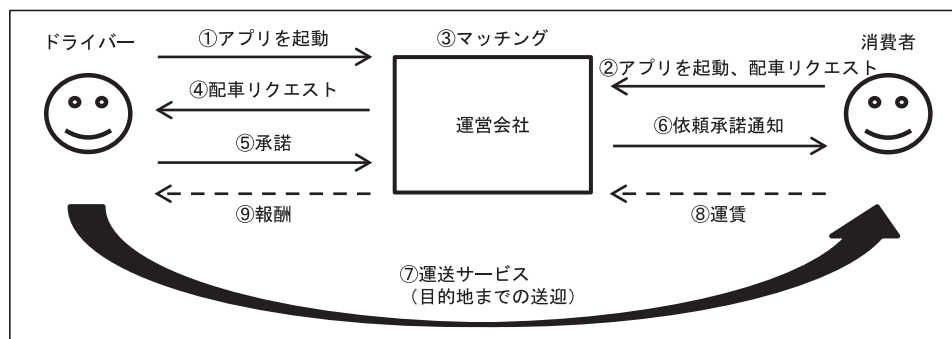 ドライバー
①アプリを起動
③マッチング
消費者
②アプリを起動、配車リクエスト
④配車リクエスト
運営会社
⑥依頼承諾通知
⑤承諾
⑨報酬
⑧運賃
⑦運送サービス
（目的地までの送迎）